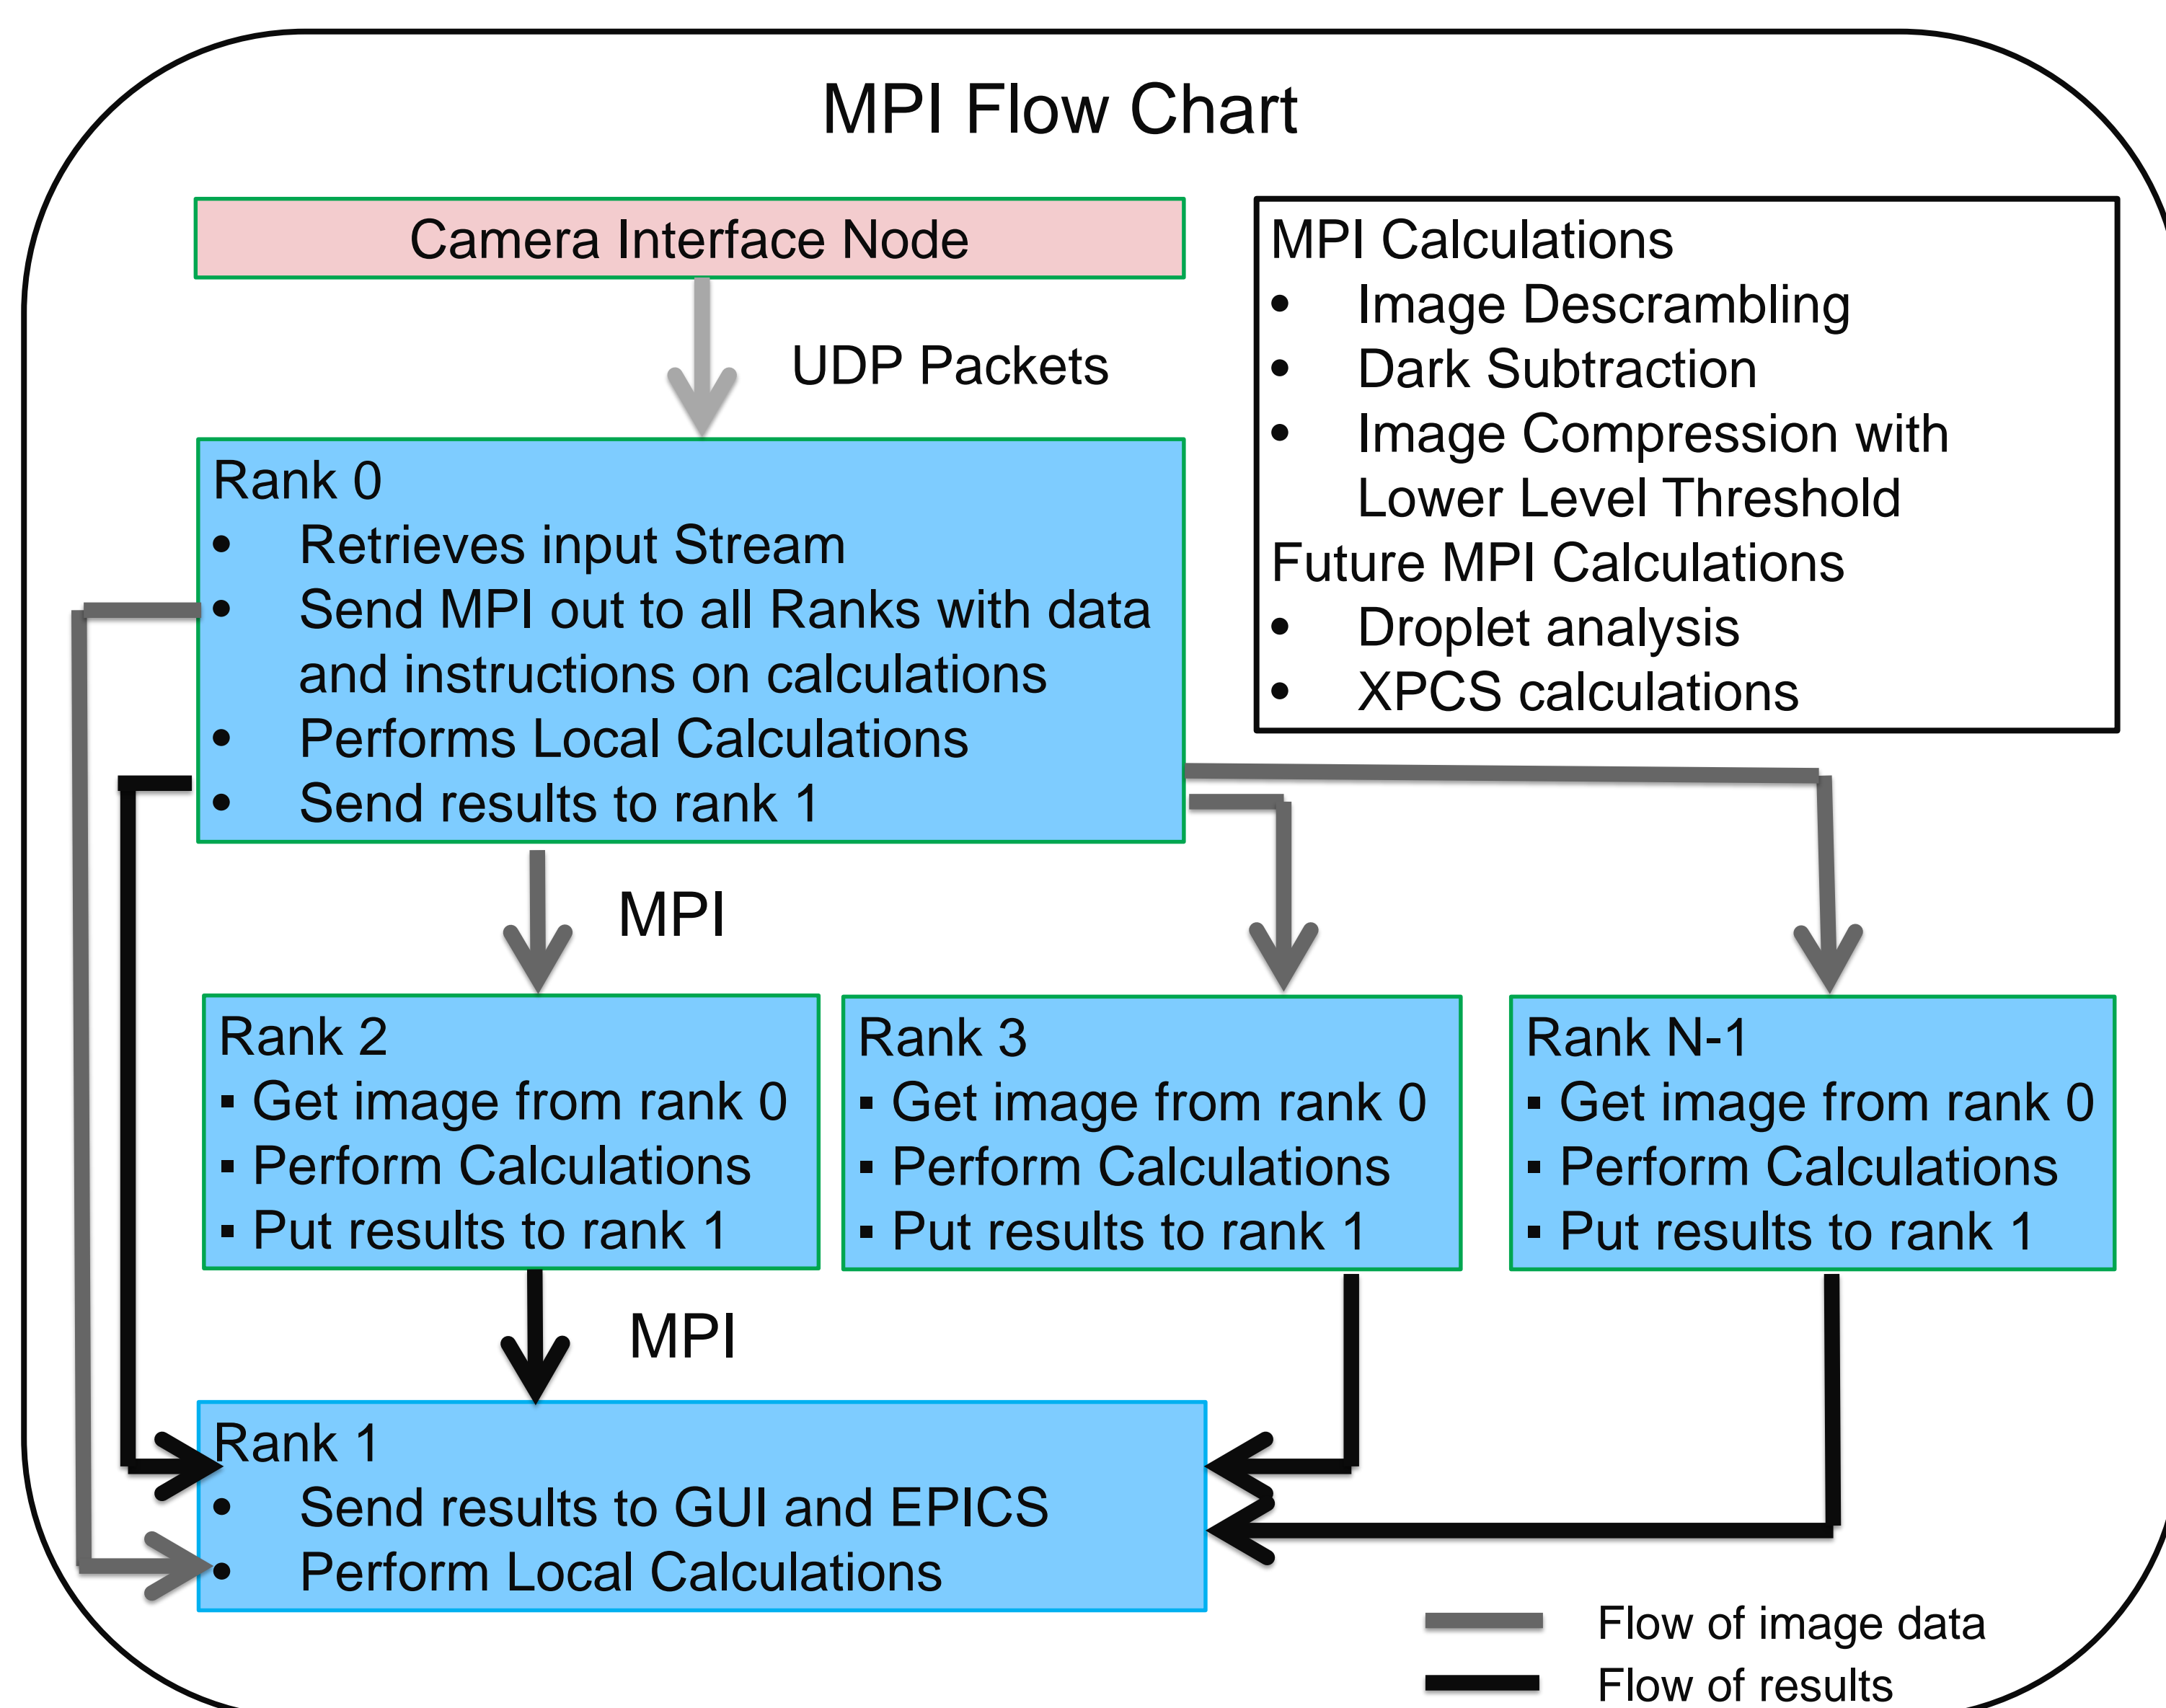 MPI Flow Chart
Camera Interface Node
UDP Packets
MPI Calculations
• Image Descrambling
• Dark Subtraction
• Image Compression with
Lower Level Threshold
Future MPI Calculations
• Droplet analysis
• XPCS calculations
Rank 0
• Retrieves input Stream
• Send MPI out to all Ranks with data
and instructions on calculations
• Performs Local Calculations
• Send results to rank 1
MPI
Rank 2
▪ Get image from rank 0
▪ Perform Calculations
▪ Put results to rank 1
Rank 3
▪ Get image from rank 0
▪ Perform Calculations
▪ Put results to rank 1
Rank N-1
▪ Get image from rank 0
▪ Perform Calculations
▪ Put results to rank 1
MPI
Rank 1
• Send results to GUI and EPICS
• Perform Local Calculations
Flow of image data
Flow of results